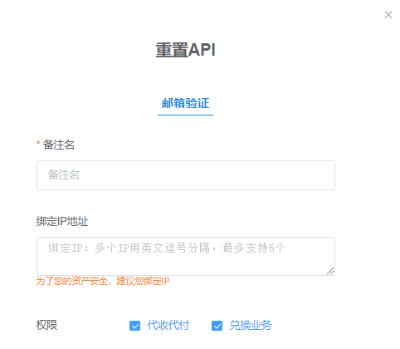 重置API
邮箱验证
* 备注名
备注名
绑定IP地址
绑定IP：多个IP用英文逗号分隔，最多支持5个
为了您的资产安全，建议您绑定IP
权限 代收代付 兑换业务